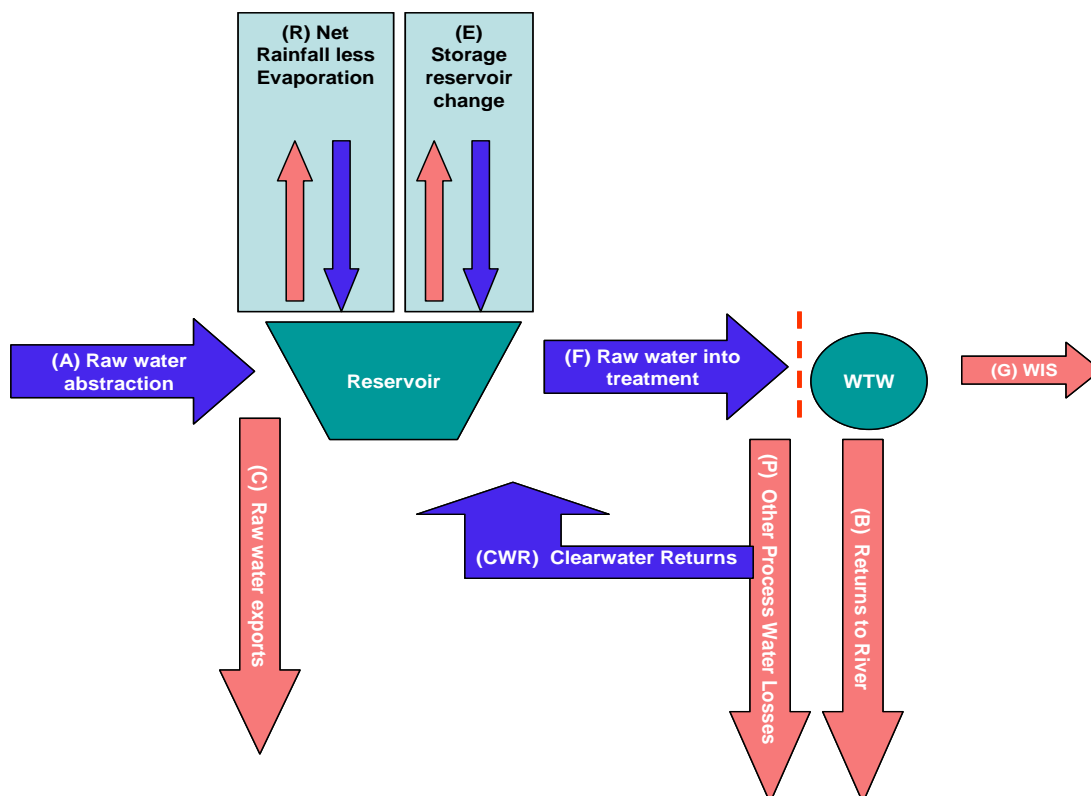 (R) Net
Rainfall less
Evaporation
(E)
Storage
reservoir
change
(A) Raw water
abstraction
Reservoir
(F) Raw water into
treatment
WTW
(G) WIS
(C)  Raw water exports
(CWR)  Clearwater Returns
(P)  Other Process Water Losses
(B)  Returns to River